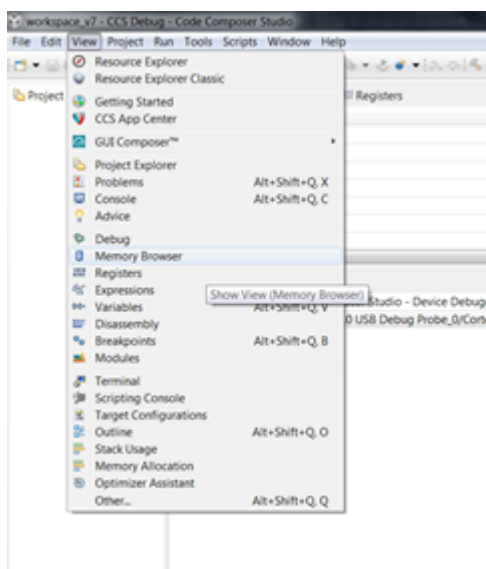 workspace_v7 - CCS Debug - Code Composer Studio
File Edit View Project Run Tools Scripts Window Help
Project
Registers
Resource Explorer
Resource Explorer Classic
Getting Started
CCS App Center
GUI Composer™
Project Explorer
Problems Alt+Shift+Q, X
Console Alt+Shift+Q, C
Advice
Debug
Memory Browser
Registers
Expressions
Show View (Memory Browser)
Variables Alt+Shift+Q, V
Studio - Device Debug
Disassembly
0 USB Debug Probe_0/Cort
Breakpoints Alt+Shift+Q, B
Modules
Terminal
Scripting Console
Target Configurations
Outline Alt+Shift+Q, O
Stack Usage
Memory Allocation
Optimizer Assistant
Other... Alt+Shift+Q, Q